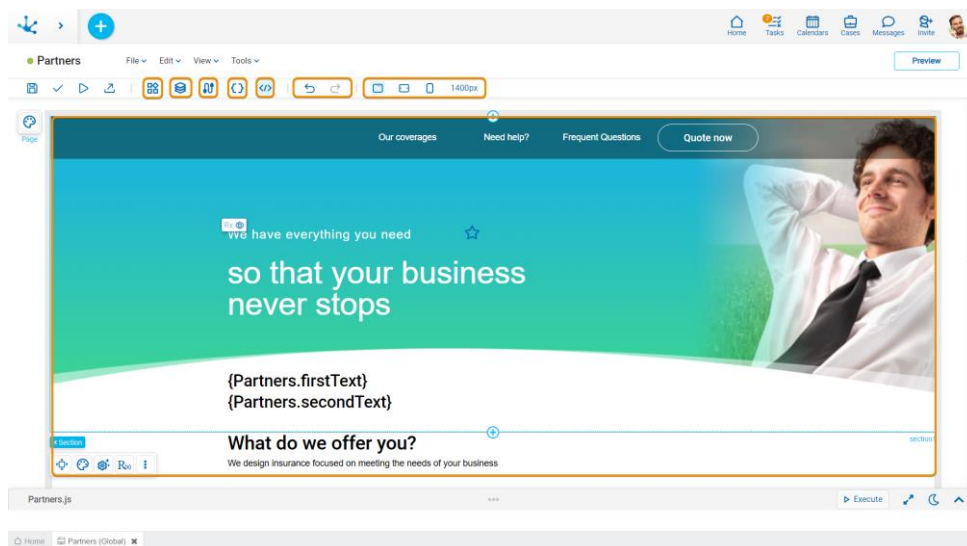 7
Home
Tasks
Calendars
Cases
Messages
Invite
Partners
File
Edit
View
Tools
Preview
1400px
Page
Our coverages
Need help?
Frequent Questions
Quote now
Rx
We have everything you need
so that your business
never stops
{Partners.firstText}
{Partners.secondText}
Section
section
What do we offer you?
We design insurance focused on meeting the needs of your business
Partners.js
Execute
Home
Partners (Global)